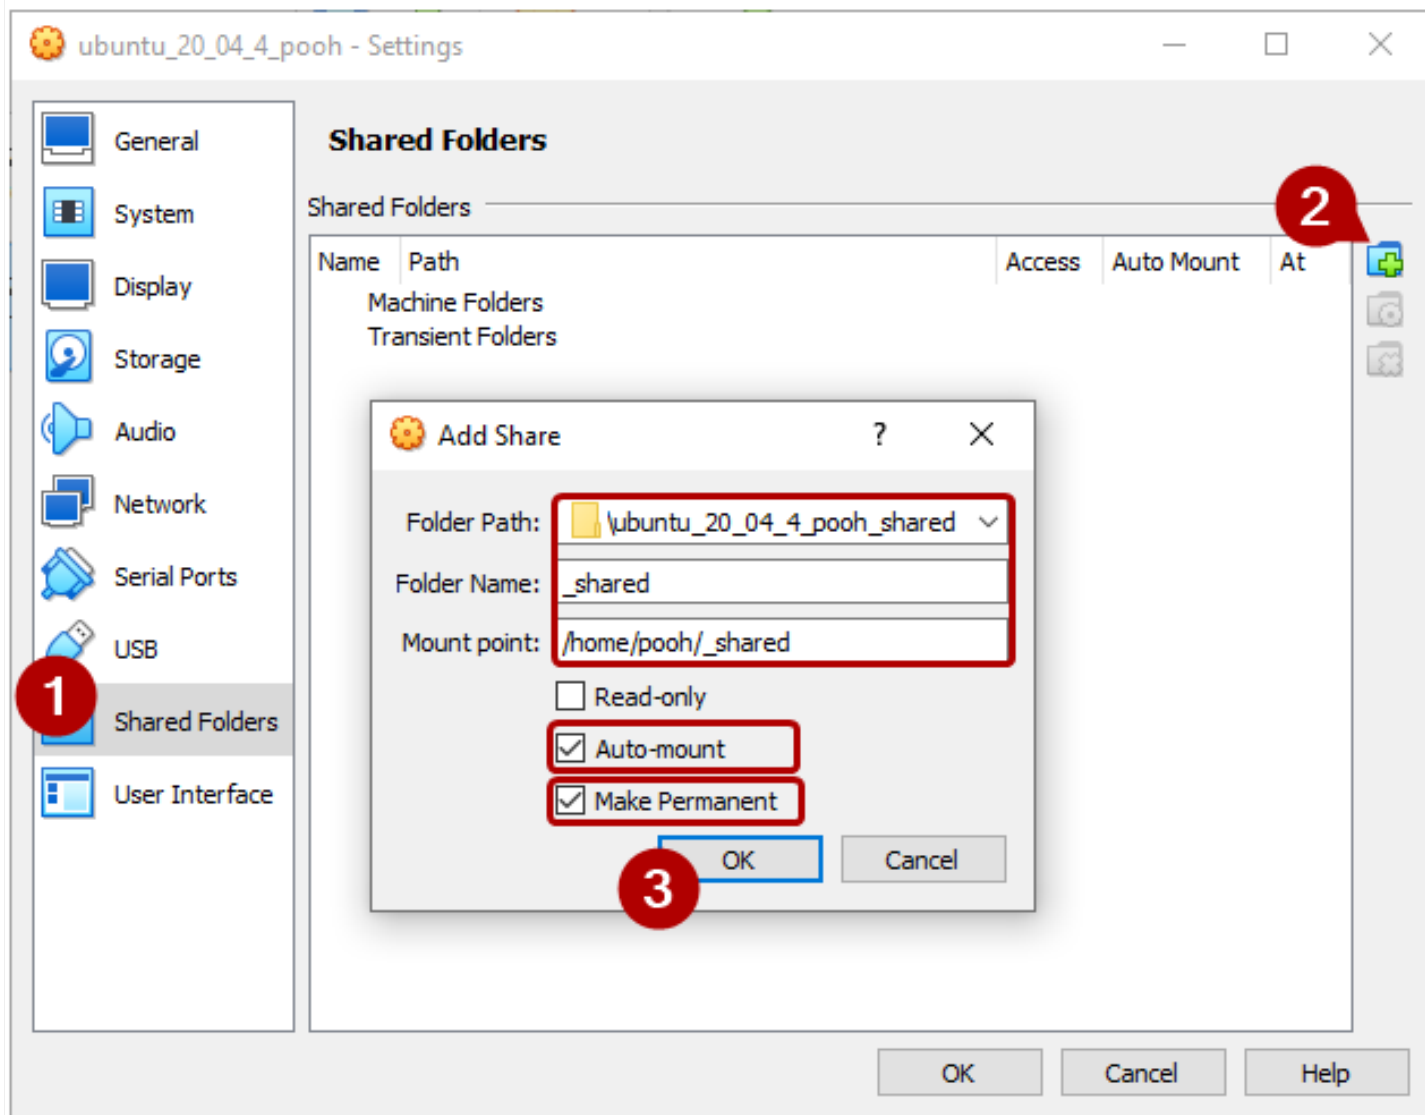 ubuntu_20_04_4_pooh - Settings
General
System
Display
Storage
Audio
Network
Serial Ports
USB
1
Shared Folders
User Interface
Shared Folders
Shared Folders
2
Name Path Access Auto Mount At
Machine Folders
Transient Folders
Add Share ?
Folder Path: \ubuntu_20_04_4_pooh_shared
Folder Name: _shared
Mount point: /home/pooh/_shared
Read-only
Auto-mount
Make Permanent
OK Cancel
3
OK Cancel Help